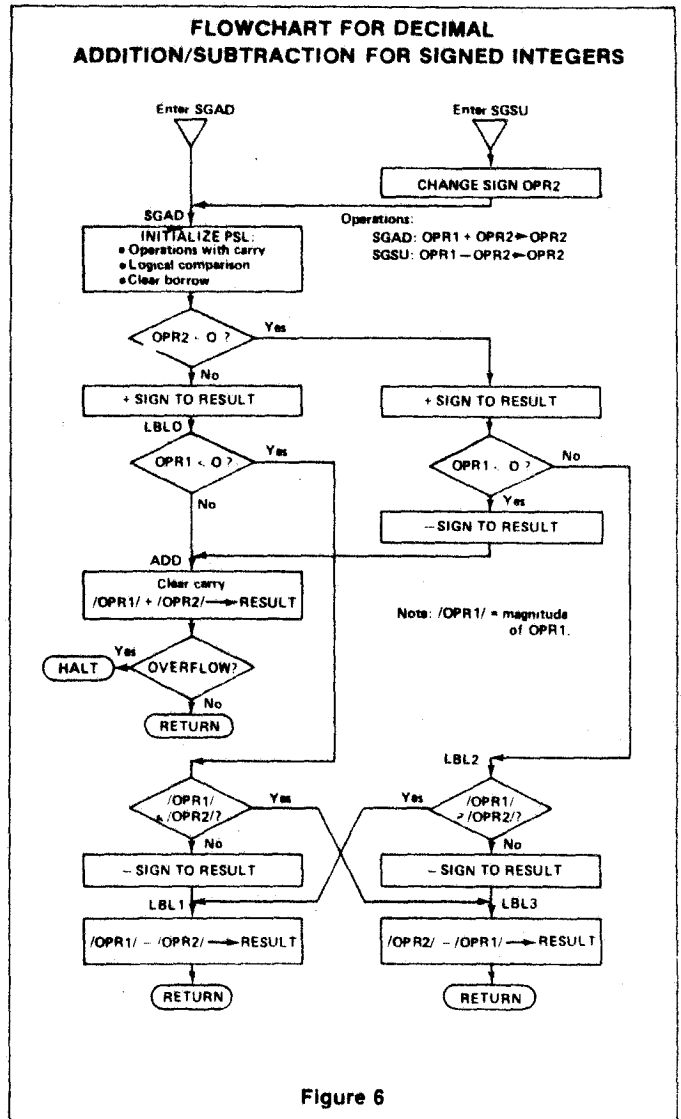 FLOWCHART FOR DECIMAL
ADDITION/SUBTRACTION FOR SIGNED INTEGERS
Enter SGAD
Enter SGSU
CHANGE SIGN OPR2
SGAD
INITIALIZE PSL:
• Operations with carry
• Logical comparison
• Clear borrow
Operations:
SGAD: OPR1 + OPR2 → OPR2
SGSU: OPR1 — OPR2 → OPR2
OPR2 < O ?
Yes
No
+ SIGN TO RESULT
+ SIGN TO RESULT
LBL0
OPR1 < O ?
Yes
No
OPR1 < O ?
No
Yes
— SIGN TO RESULT
ADD
Clear carry
/OPR1/ + /OPR2/ → RESULT
Note: /OPR1/ = magnitude
of OPR1.
OVERFLOW?
Yes
HALT
No
RETURN
LBL2
/OPR1/
/OPR2/?
Yes
No
/OPR1/
/OPR2/?
Yes
No
— SIGN TO RESULT
— SIGN TO RESULT
LBL1
LBL3
/OPR1/ — /OPR2/ → RESULT
/OPR2/ — /OPR1/ → RESULT
RETURN
RETURN
Figure 6